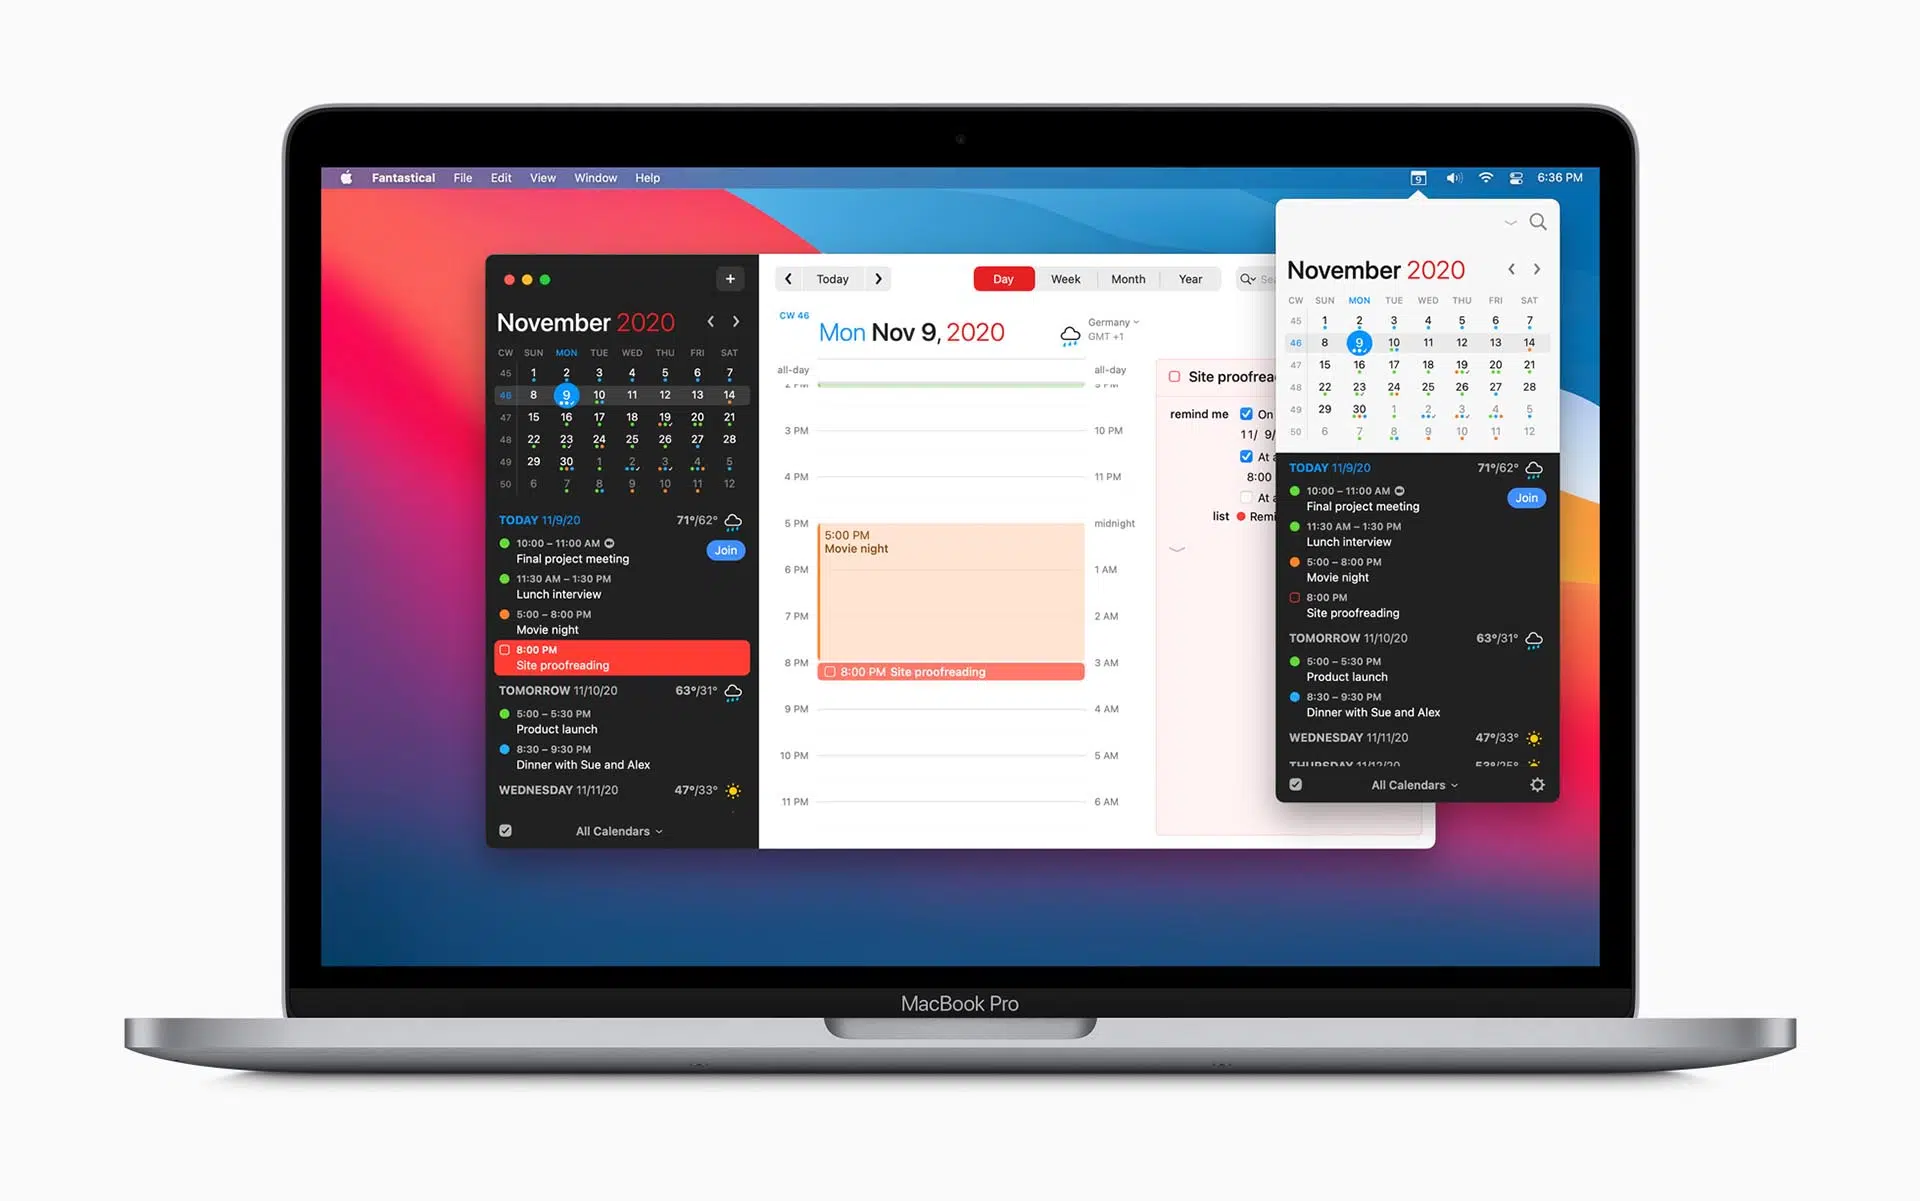 Fantastical File Edit View Window Help
9 6:36 PM
November 2020
CW SUN MON TUE WED THU FRI SAT
45 1 2 3 4 5 6 7
46 8 9 10 11 12 13 14
47 15 16 17 18 19 20 21
48 22 23 24 25 26 27 28
49 29 30 1 2 3 4 5
50 6 7 8 9 10 11 12
TODAY 11/9/20 71°/62°
10:00 – 11:00 AM
Final project meeting
Join
11:30 AM – 1:30 PM
Lunch interview
5:00 – 8:00 PM
Movie night
8:00 PM
Site proofreading
TOMORROW 11/10/20 63°/31°
5:00 – 5:30 PM
Product launch
8:30 – 9:30 PM
Dinner with Sue and Alex
WEDNESDAY 11/11/20 47°/33°
All Calendars
Today
Day Week Month Year
CW 46
Mon Nov 9, 2020
Germany
GMT +1
all-day all-day
3 PM 10 PM
4 PM 11 PM
5 PM midnight
5:00 PM
Movie night
6 PM 1 AM
7 PM 2 AM
8 PM 3 AM
8:00 PM Site proofreading
9 PM 4 AM
10 PM 5 AM
11 PM 6 AM
Site
remind me On
11/ 9/
At
8:00
At
list
November 2020
CW SUN MON TUE WED THU FRI SAT
45 1 2 3 4 5 6 7
46 8 9 10 11 12 13 14
47 15 16 17 18 19 20 21
48 22 23 24 25 26 27 28
49 29 30 1 2 3 4 5
50 6 7 8 9 10 11 12
TODAY 11/9/20 71°/62°
10:00 – 11:00 AM
Final project meeting
Join
11:30 AM – 1:30 PM
Lunch interview
5:00 – 8:00 PM
Movie night
8:00 PM
Site proofreading
TOMORROW 11/10/20 63°/31°
5:00 – 5:30 PM
Product launch
8:30 – 9:30 PM
Dinner with Sue and Alex
WEDNESDAY 11/11/20 47°/33°
THURSDAY 11/12/20
All Calendars
MacBook Pro